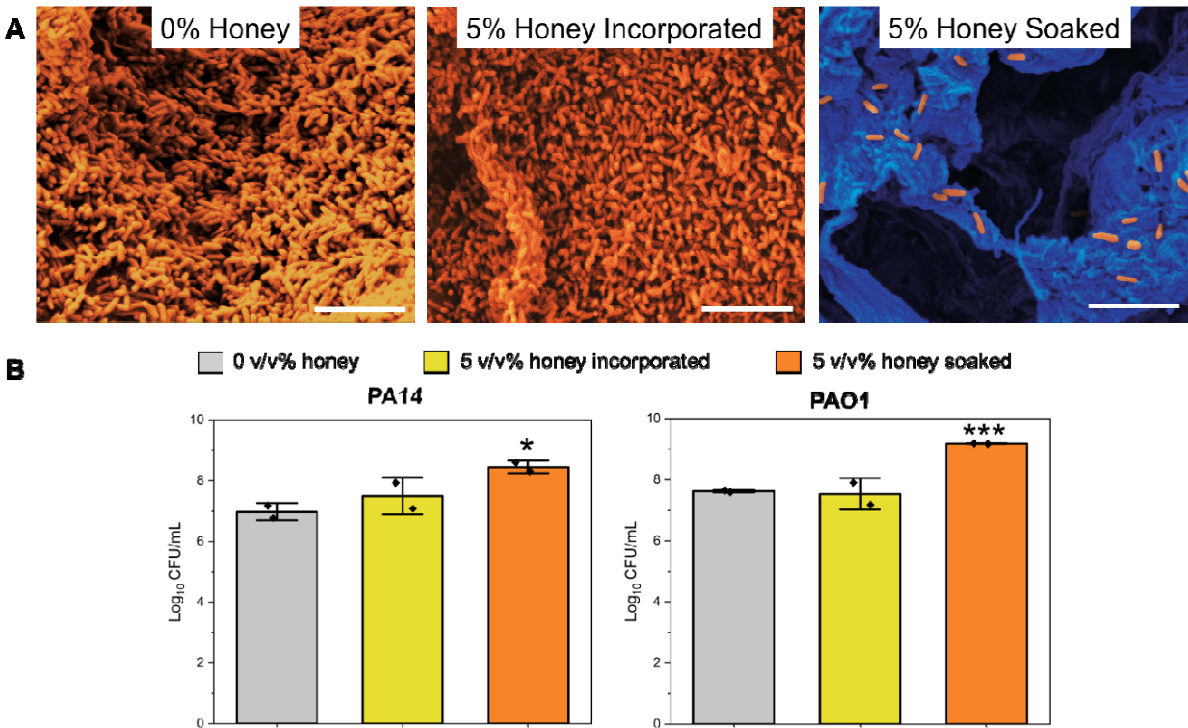 A
0% Honey
5% Honey Incorporated
5% Honey Soaked
B
0 v/v% honey
5 v/v% honey incorporated
5 v/v% honey soaked
PA14
Log₁₀ CFU/mL
10
8
6
4
2
0
*
PAO1
Log₁₀ CFU/mL
10
8
6
4
2
0
***